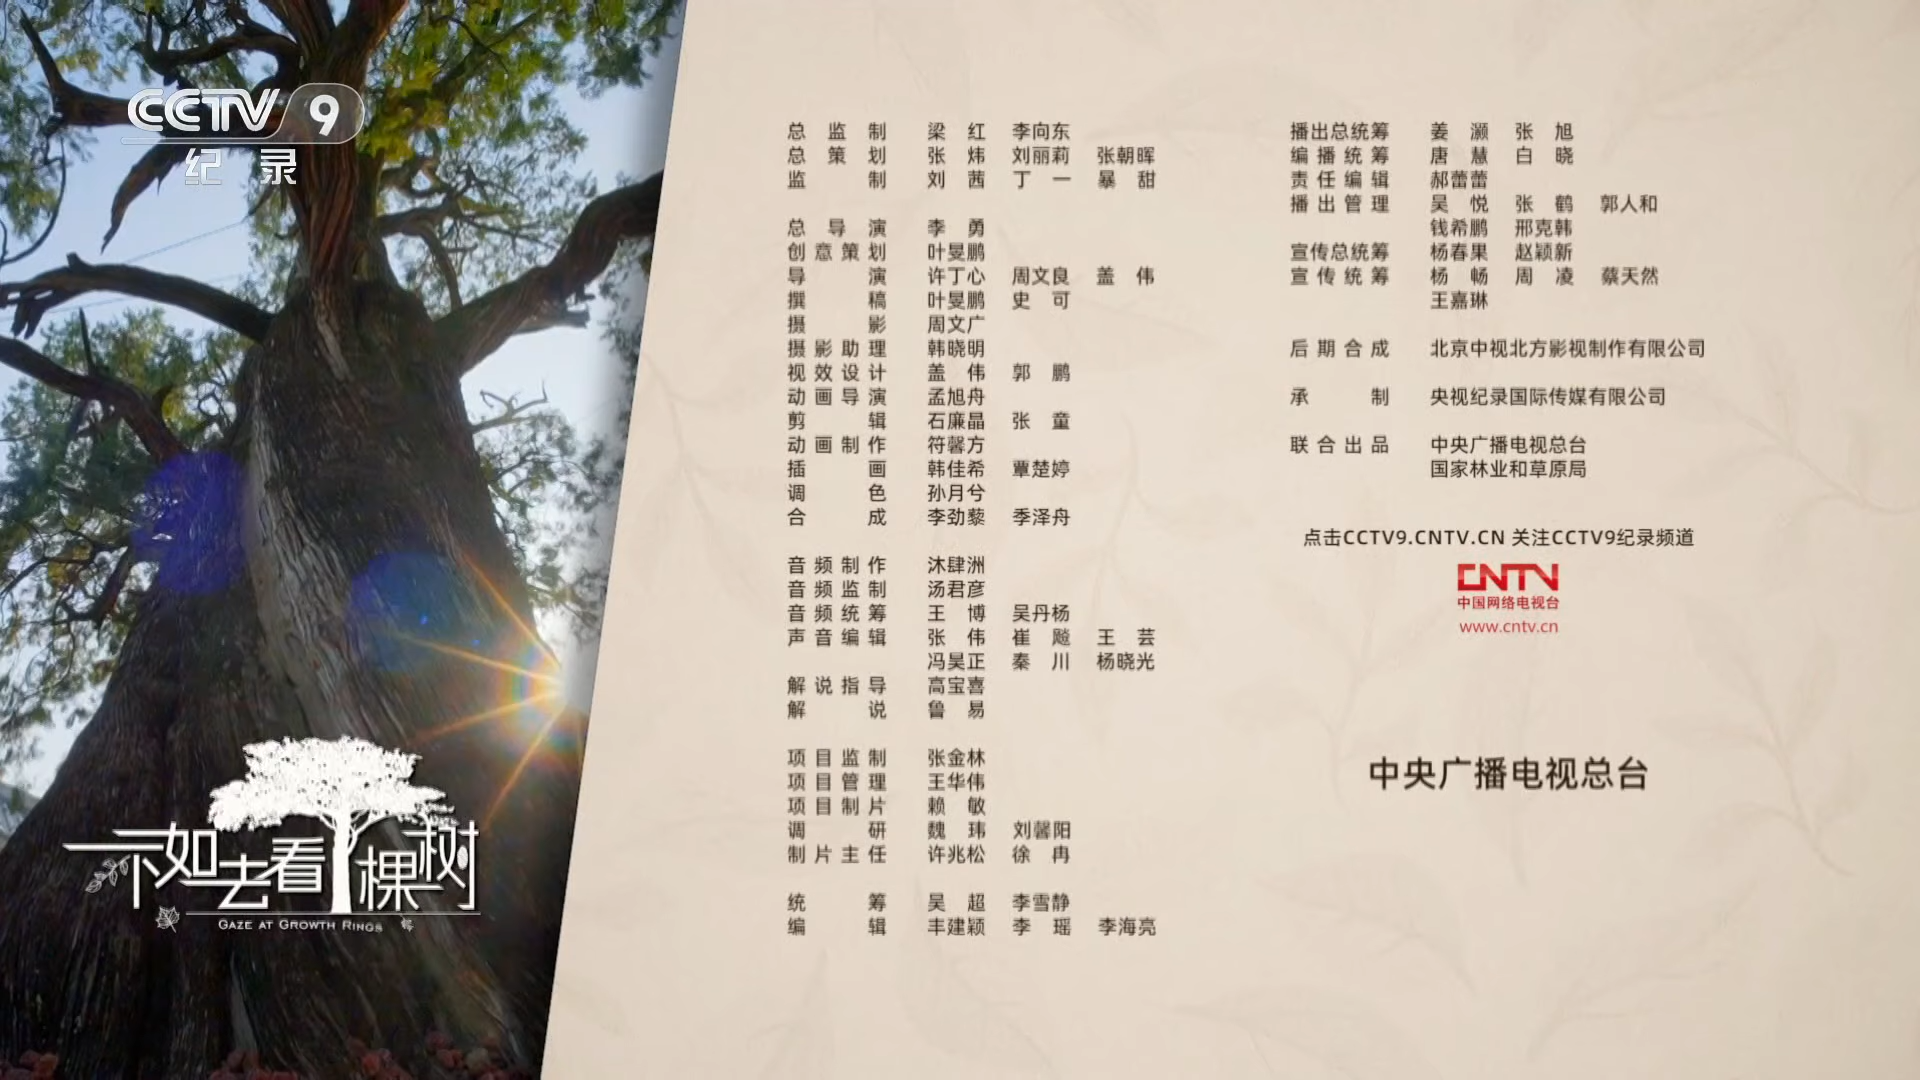 CCTV 9
纪录
不如去看一棵树
GAZE AT GROWTH RINGS
总监制 梁红 李向东
总策划 张炜 刘丽莉 张朝晖
监制 刘茜 丁一 暴甜
总导演 李勇
创意策划 叶旻鹏
导演 许丁心 周文良 盖伟
撰稿 叶旻鹏 史可
摄影 周文广
摄影助理 韩晓明
视效设计 盖伟 郭鹏
动画导演 孟旭舟
剪辑 石廉晶 张童
动画制作 符馨方
插画 韩佳希 覃楚婷
调色 孙月兮
合成 李劲藜 季泽舟
音频制作 沐肆洲
音频监制 汤君彦
音频统筹 王博 吴丹杨
声音编辑 张伟 崔飏 王芸
冯昊正 秦川 杨晓光
解说指导 高宝喜
解说 鲁易
项目监制 张金林
项目管理 王华伟
项目制片 赖敏
调研 魏玮 刘馨阳
制片主任 许兆松 徐冉
统筹 吴超 李雪静
编辑 丰建颖 李瑶 李海亮
播出总统筹 姜灏 张旭
编播统筹 唐慧 白晓
责任编辑 郝蕾蕾
播出管理 吴悦 张鹤 郭人和
钱希鹏 邢克韩
宣传总统筹 杨春果 赵颖新
宣传统筹 杨畅 周凌 蔡天然
王嘉琳
后期合成 北京中视北方影视制作有限公司
承制 央视纪录国际传媒有限公司
联合出品 中央广播电视总台
国家林业和草原局
点击CCTV9.CNTV.CN 关注CCTV9纪录频道
CNTV
中国网络电视台
www.cntv.cn
中央广播电视总台